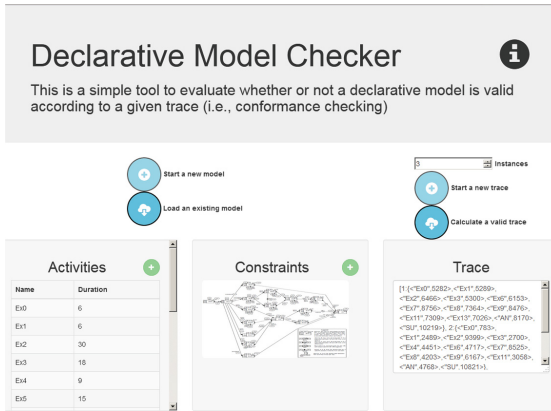 Declarative Model Checker
This is a simple tool to evaluate whether or not a declarative model is valid
according to a given trace (i.e., conformance checking)
3 Instances
Start a new model
Start a new trace
Load an existing model
Calculate a valid trace
Activities
Name Duration
Ex0 6
Ex1 6
Ex2 30
Ex3 18
Ex4 9
Ex5 15
Constraints
Trace
[1:{<"Ex0",5282>,<"Ex1",5289>,
<"Ex2",6466>,<"Ex3",5300>,<"Ex6",6153>,
<"Ex7",8756>,<"Ex8",7364>,<"Ex9",8476>,
<"Ex11",7309>,<"Ex13",7026>,<"AN",8170>,
<"SU",10219>}, 2:{<"Ex0",783>,
<"Ex1",2489>,<"Ex2",9399>,<"Ex3",2700>,
<"Ex4",4451>,<"Ex6",4717>,<"Ex7",8525>,
<"Ex8",4203>,<"Ex9",6167>,<"Ex11",3058>,
<"AN",4768>,<"SU",10821>},